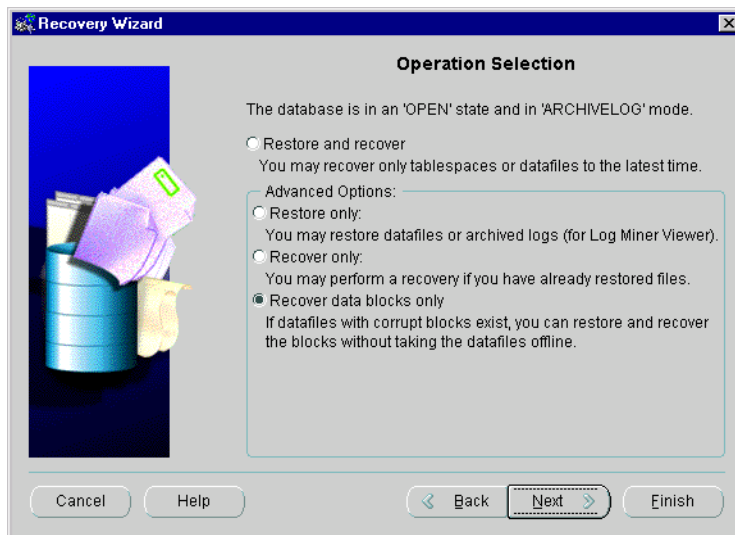 Recovery Wizard
Operation Selection
The database is in an 'OPEN' state and in 'ARCHIVELOG' mode.
Restore and recover
You may recover only tablespaces or datafiles to the latest time.
Advanced Options:
Restore only:
You may restore datafiles or archived logs (for Log Miner Viewer).
Recover only:
You may perform a recovery if you have already restored files.
Recover data blocks only
If datafiles with corrupt blocks exist, you can restore and recover
the blocks without taking the datafiles offline.
Cancel Help Back Next Finish